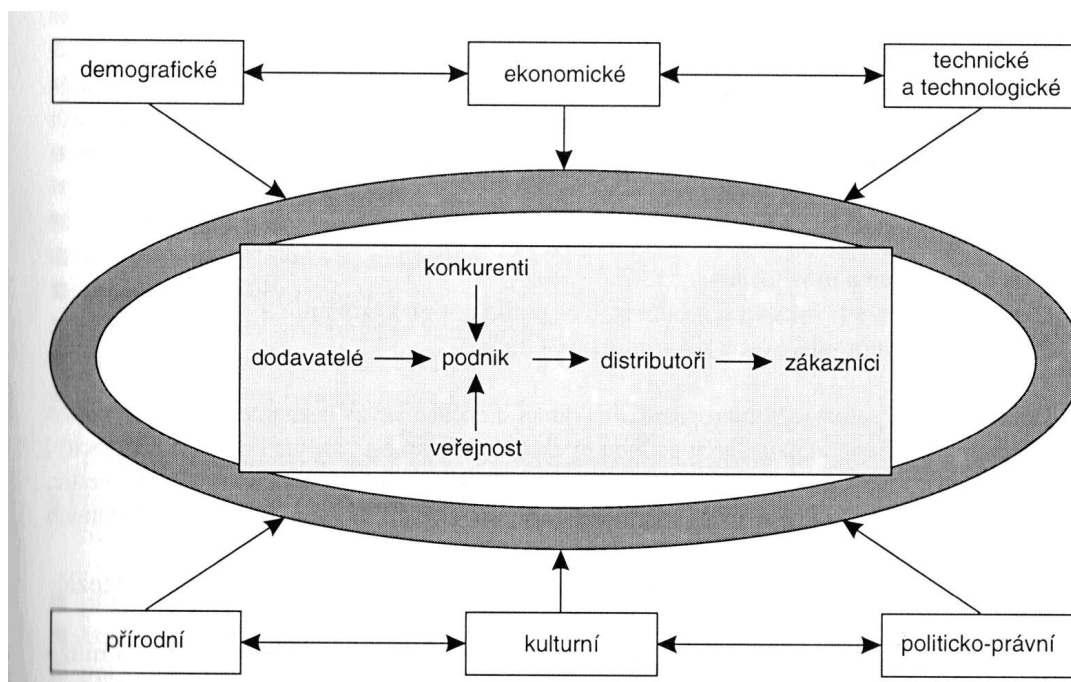 demografické
ekonomické
technické
a technologické
konkurenti
dodavatelé
podnik
distributoři
zákazníci
veřejnost
přírodní
kulturní
politicko-právní